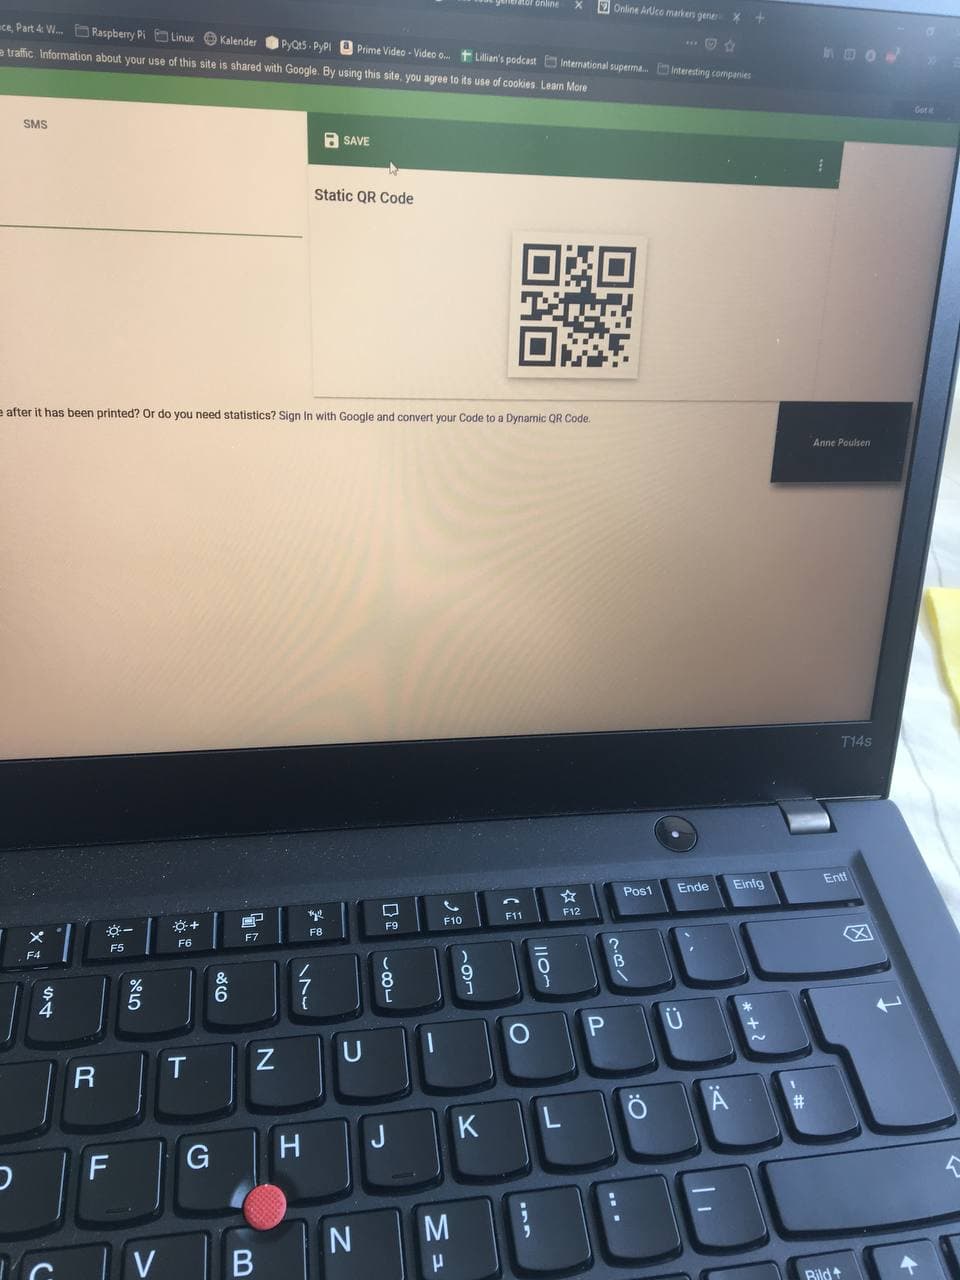 generator online
Online ArUco markers gener
ce, Part 4: W...
Raspberry Pi
Linux
Kalender
PyQt5 · PyPI
Prime Video - Video o...
Lillian's podcast
International superma...
Interesting companies
e traffic. Information about your use of this site is shared with Google. By using this site, you agree to its use of cookies. Learn More
Got it
SMS
SAVE
Static QR Code
e after it has been printed? Or do you need statistics? Sign In with Google and convert your Code to a Dynamic QR Code.
Anne Poulsen
T14s
F4 F5 F6 F7 F8 F9 F10 F11 F12 Pos1 Ende Einfg Entf
$ % & / ( ) = ? `
4 5 6 7 8 9 0 ß ´
{ [ ] } \
R T Z U I O P Ü * + ~
D F G H J K L Ö Ä ' #
C V B N M µ ; , : . _ -
Bild